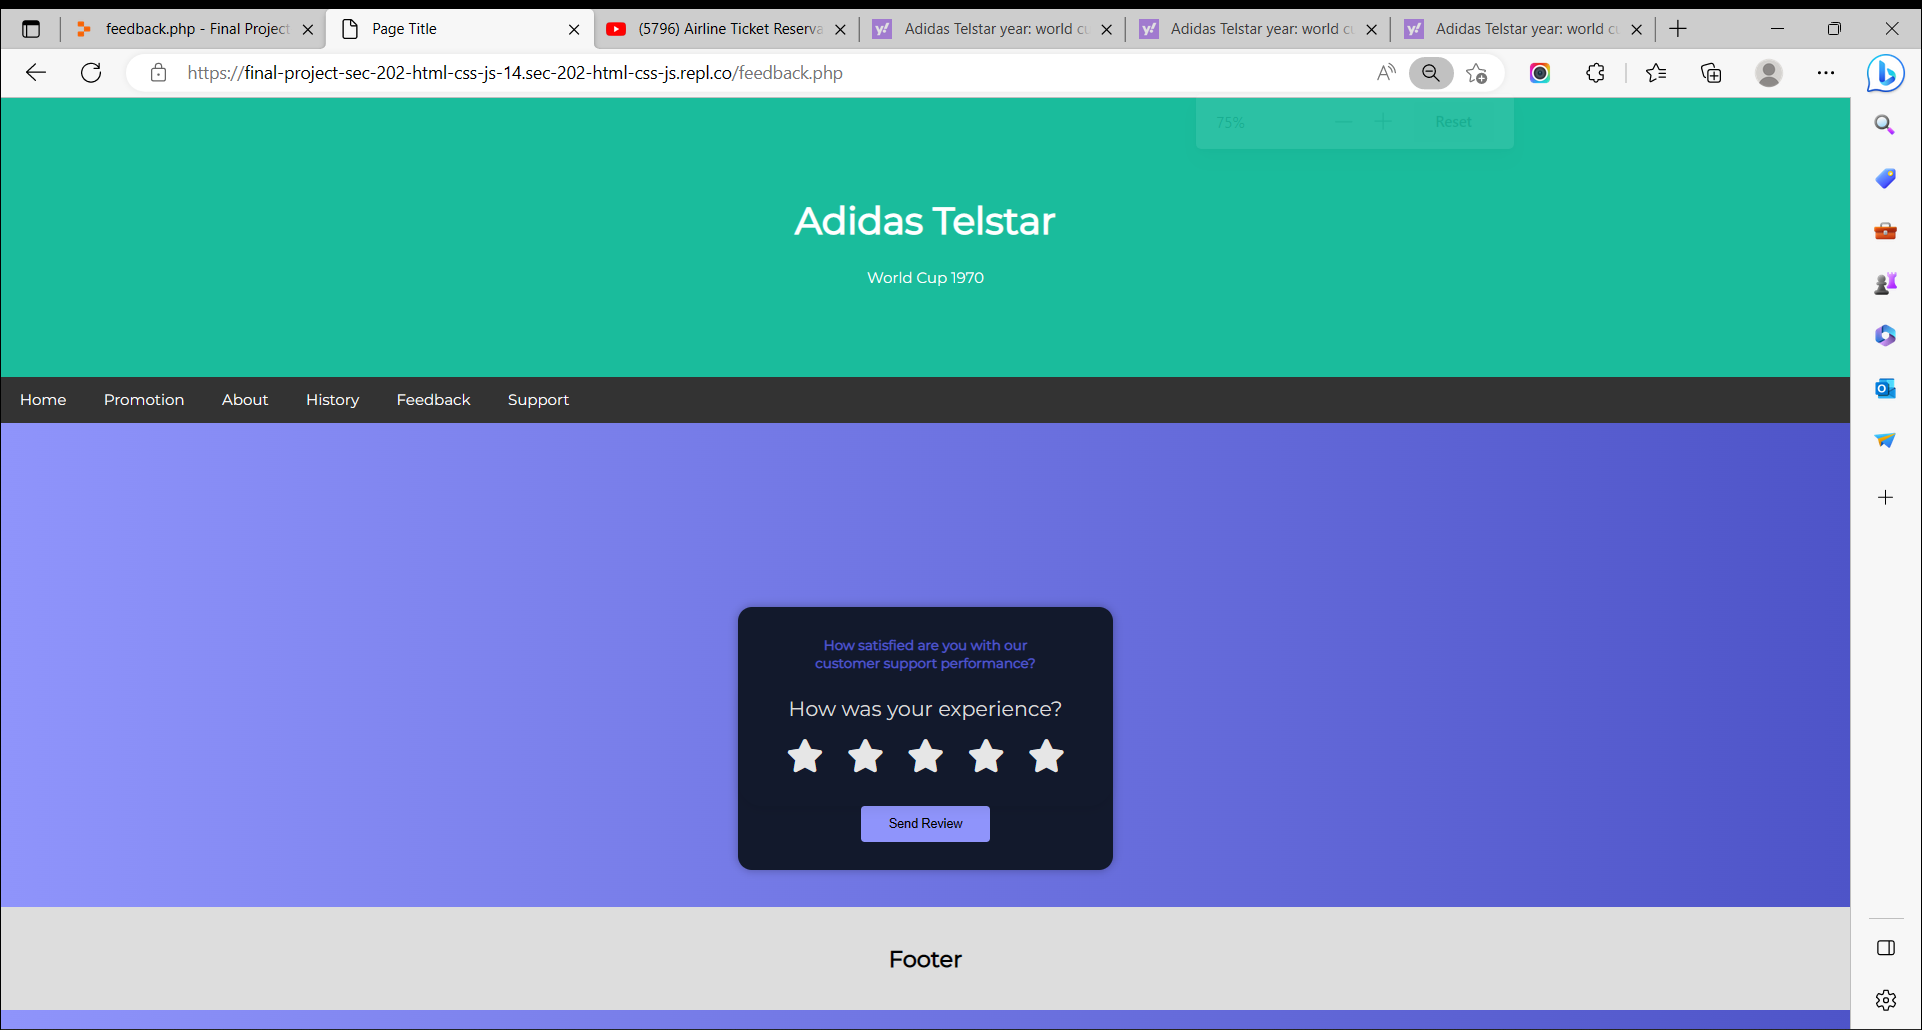 feedback.php - Final Project
Page Title
(5796) Airline Ticket Reserva
Adidas Telstar year: world cu
Adidas Telstar year: world cu
Adidas Telstar year: world cu
https://final-project-sec-202-html-css-js-14.sec-202-html-css-js.repl.co/feedback.php
75%
Reset
Adidas Telstar
World Cup 1970
Home
Promotion
About
History
Feedback
Support
How satisfied are you with our
customer support performance?
How was your experience?
Send Review
Footer